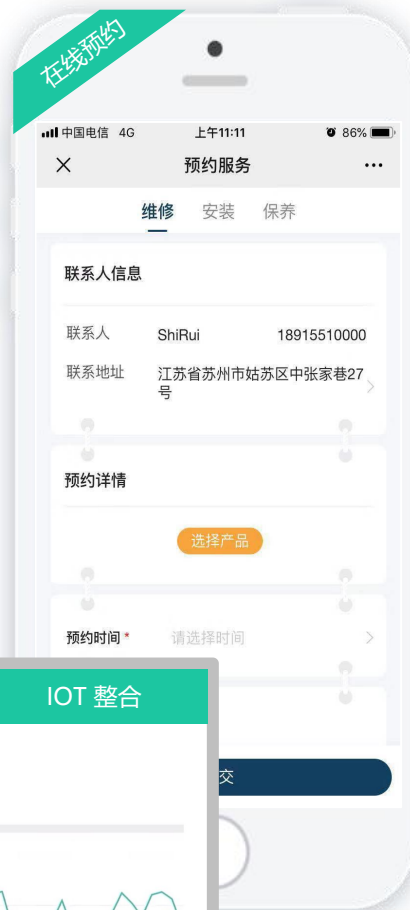 在线预约
中国电信 4G 上午11:11 86%
预约服务
维修 安装 保养
联系人信息
联系人 ShiRui 18915510000
联系地址 江苏省苏州市姑苏区中张家巷27
号
预约详情
选择产品
预约时间 * 请选择时间
IOT 整合
交